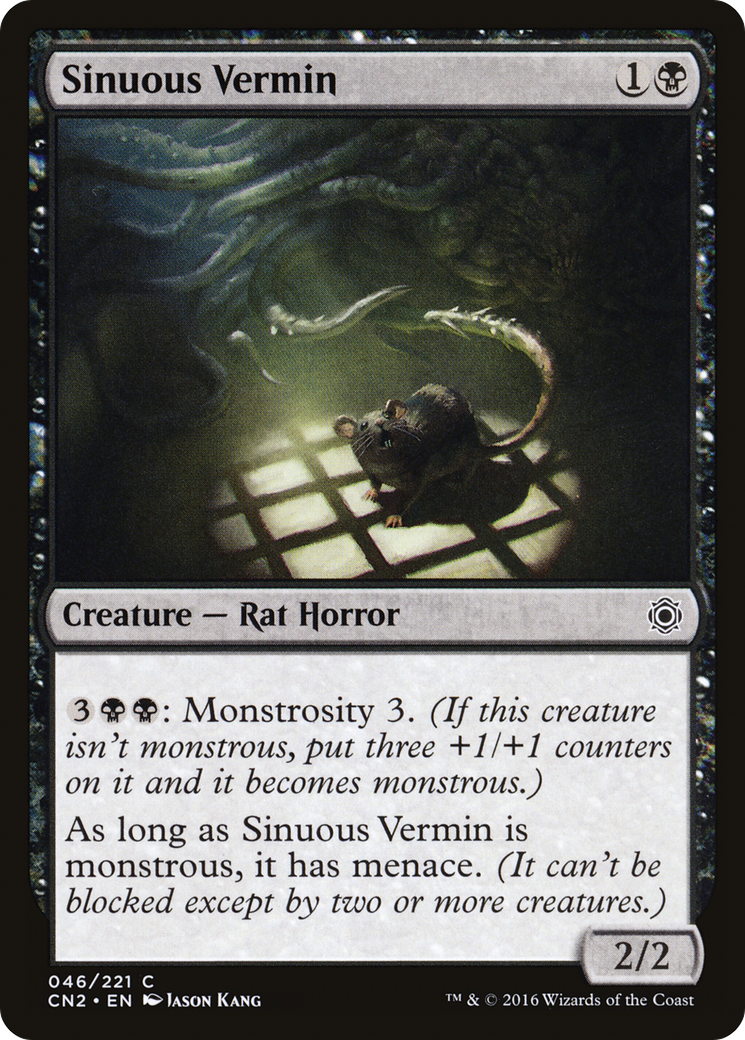 Sinuous Vermin 1
Creature — Rat Horror
3: Monstrosity 3. (If this creature
isn't monstrous, put three +1/+1 counters
on it and it becomes monstrous.)
As long as Sinuous Vermin is
monstrous, it has menace. (It can't be
blocked except by two or more creatures.)
2/2
046/221 C
CN2 • EN Jason Kang
™ & © 2016 Wizards of the Coast